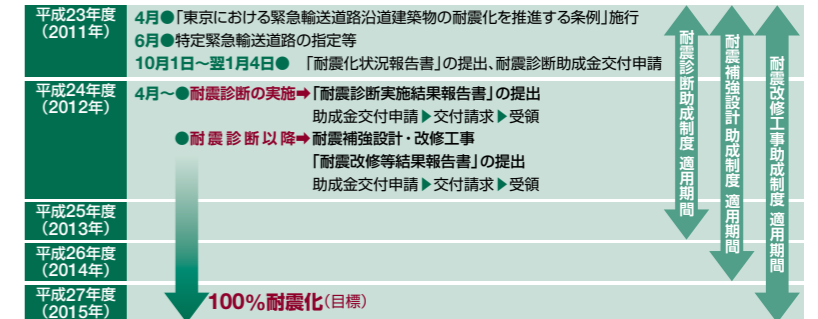 平成23年度
(2011年)
4月●「東京における緊急輸送道路沿道建築物の耐震化を推進する条例」施行
6月●特定緊急輸送道路の指定等
10月1日～翌1月4日● 「耐震化状況報告書」の提出、耐震診断助成金交付申請
平成24年度
(2012年)
4月～●耐震診断の実施➡「耐震診断実施結果報告書」の提出
助成金交付申請▶交付請求▶受領
●耐震診断以降➡耐震補強設計・改修工事
「耐震改修等結果報告書」の提出
助成金交付申請▶交付請求▶受領
平成25年度
(2013年)
平成26年度
(2014年)
平成27年度
(2015年)
100%耐震化(目標)
耐震診断助成制度 適用期間
耐震補強設計 助成制度 適用期間
耐震改修工事助成制度 適用期間